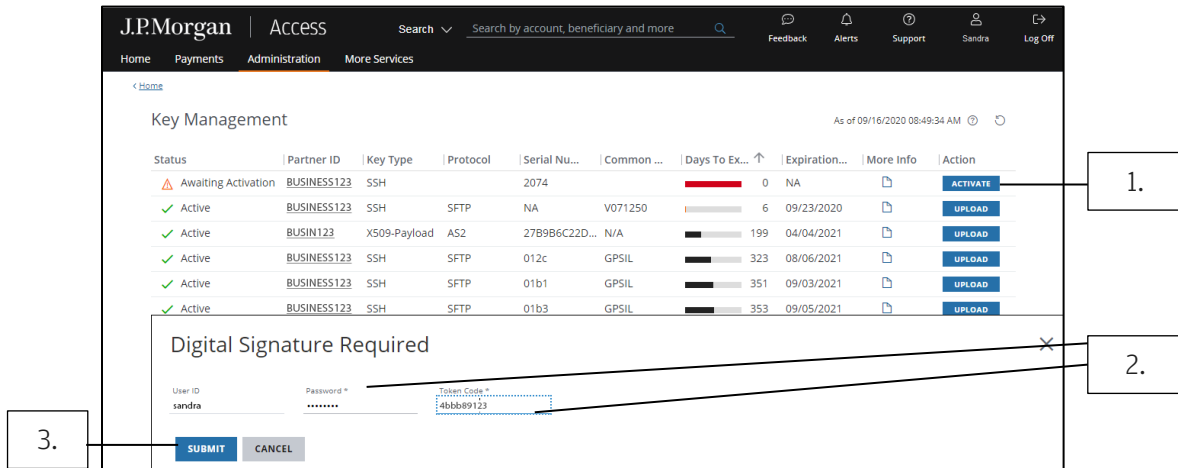 J.P.Morgan | Access
Search
Search by account, beneficiary and more
Feedback
Alerts
Support
Sandra
Log Off
Home Payments Administration More Services
< Home
Key Management
As of 09/16/2020 08:49:34 AM
Status Partner ID Key Type Protocol Serial Nu... Common ... Days To Ex... Expiration... More Info Action
Awaiting Activation BUSINESS123 SSH 2074 0 NA ACTIVATE
1.
Active BUSINESS123 SSH SFTP NA V071250 6 09/23/2020 UPLOAD
Active BUSIN123 X509-Payload AS2 27B9B6C22D... N/A 199 04/04/2021 UPLOAD
Active BUSINESS123 SSH SFTP 012c GPSIL 323 08/06/2021 UPLOAD
Active BUSINESS123 SSH SFTP 01b1 GPSIL 351 09/03/2021 UPLOAD
Active BUSINESS123 SSH SFTP 01b3 GPSIL 353 09/05/2021 UPLOAD
Digital Signature Required
2.
User ID Password * Token Code *
sandra •••••••• 4bbb89123
3.
SUBMIT CANCEL